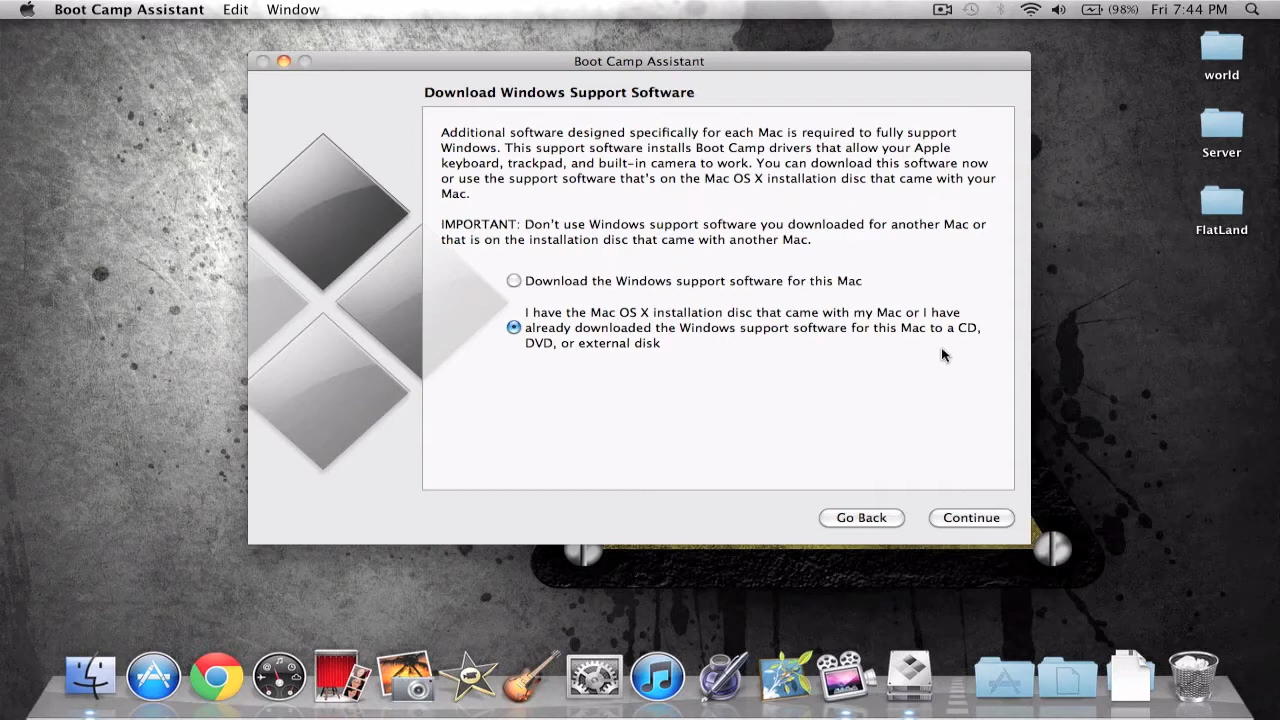 Boot Camp Assistant Edit Window (98%) Fri 7:44 PM
Boot Camp Assistant
Download Windows Support Software
Additional software designed specifically for each Mac is required to fully support
Windows. This support software installs Boot Camp drivers that allow your Apple
keyboard, trackpad, and built-in camera to work. You can download this software now
or use the support software that's on the Mac OS X installation disc that came with your
Mac.
IMPORTANT: Don't use Windows support software you downloaded for another Mac or
that is on the installation disc that came with another Mac.
Download the Windows support software for this Mac
I have the Mac OS X installation disc that came with my Mac or I have
already downloaded the Windows support software for this Mac to a CD,
DVD, or external disk
Go Back Continue
world
Server
FlatLand